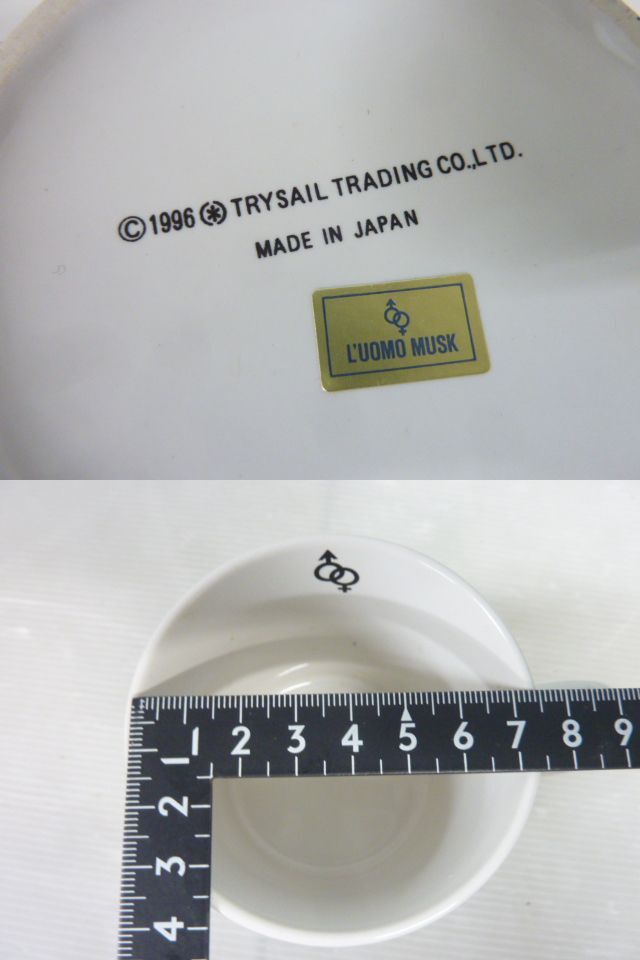 ©1996 (*) TRYSAIL TRADING CO.,LTD.
MADE IN JAPAN
L'UOMO MUSK
1 2 3 4 5 6 7 8 9
1
2
3
4